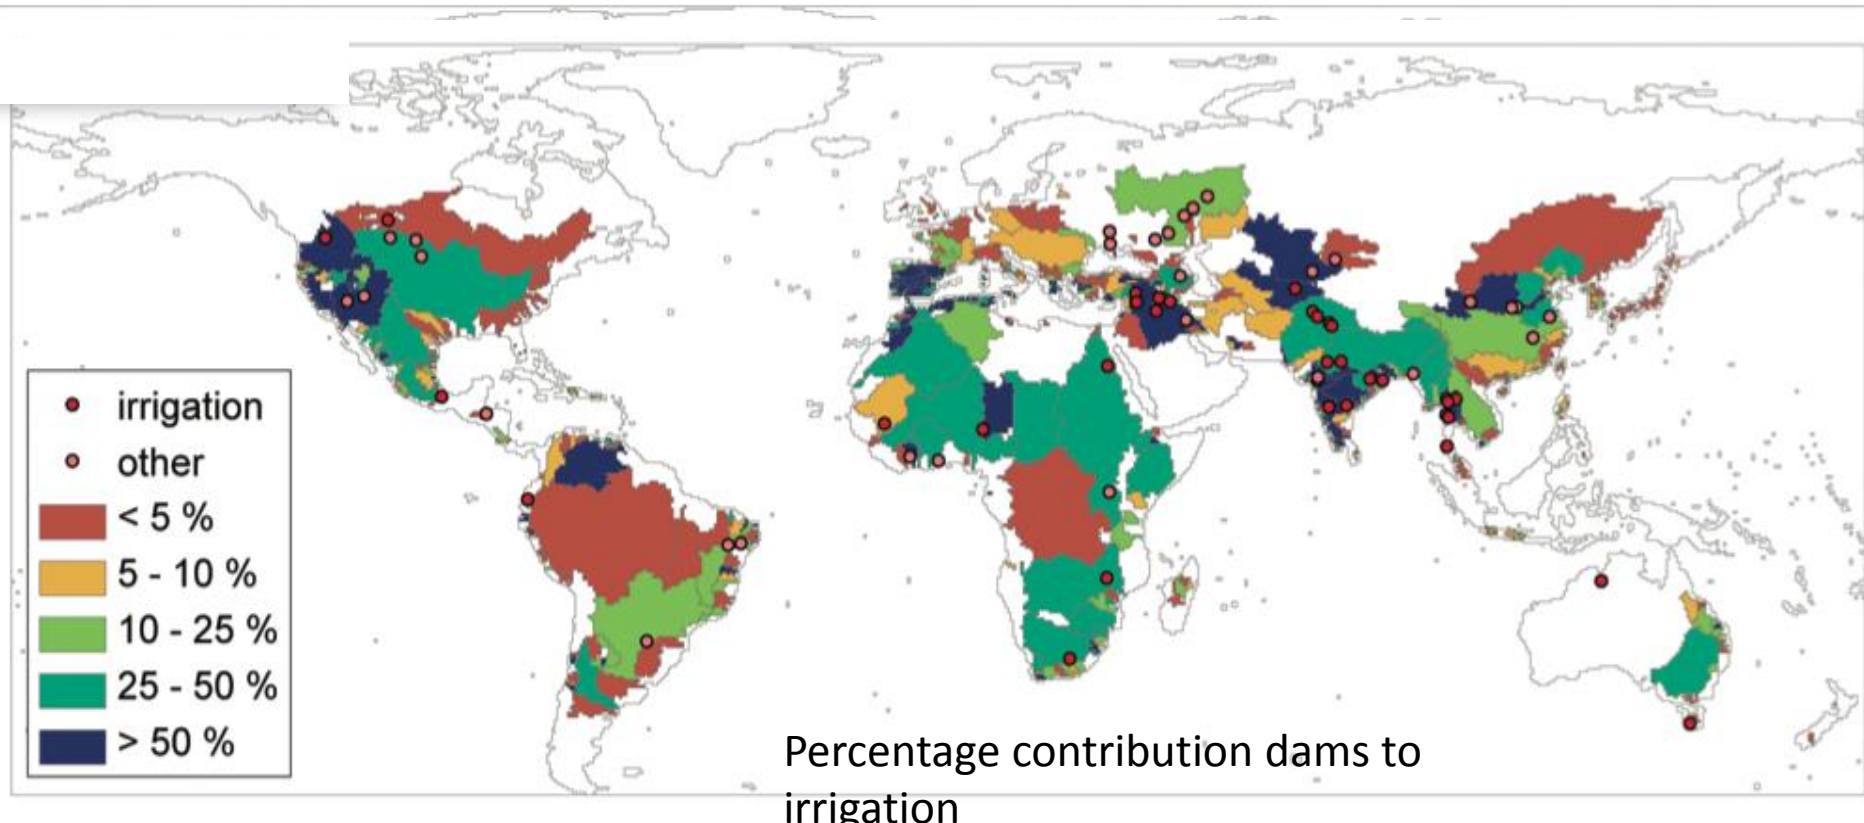 irrigation
other
< 5 %
5 - 10 %
10 - 25 %
25 - 50 %
> 50 %
Percentage contribution dams to
irrigation